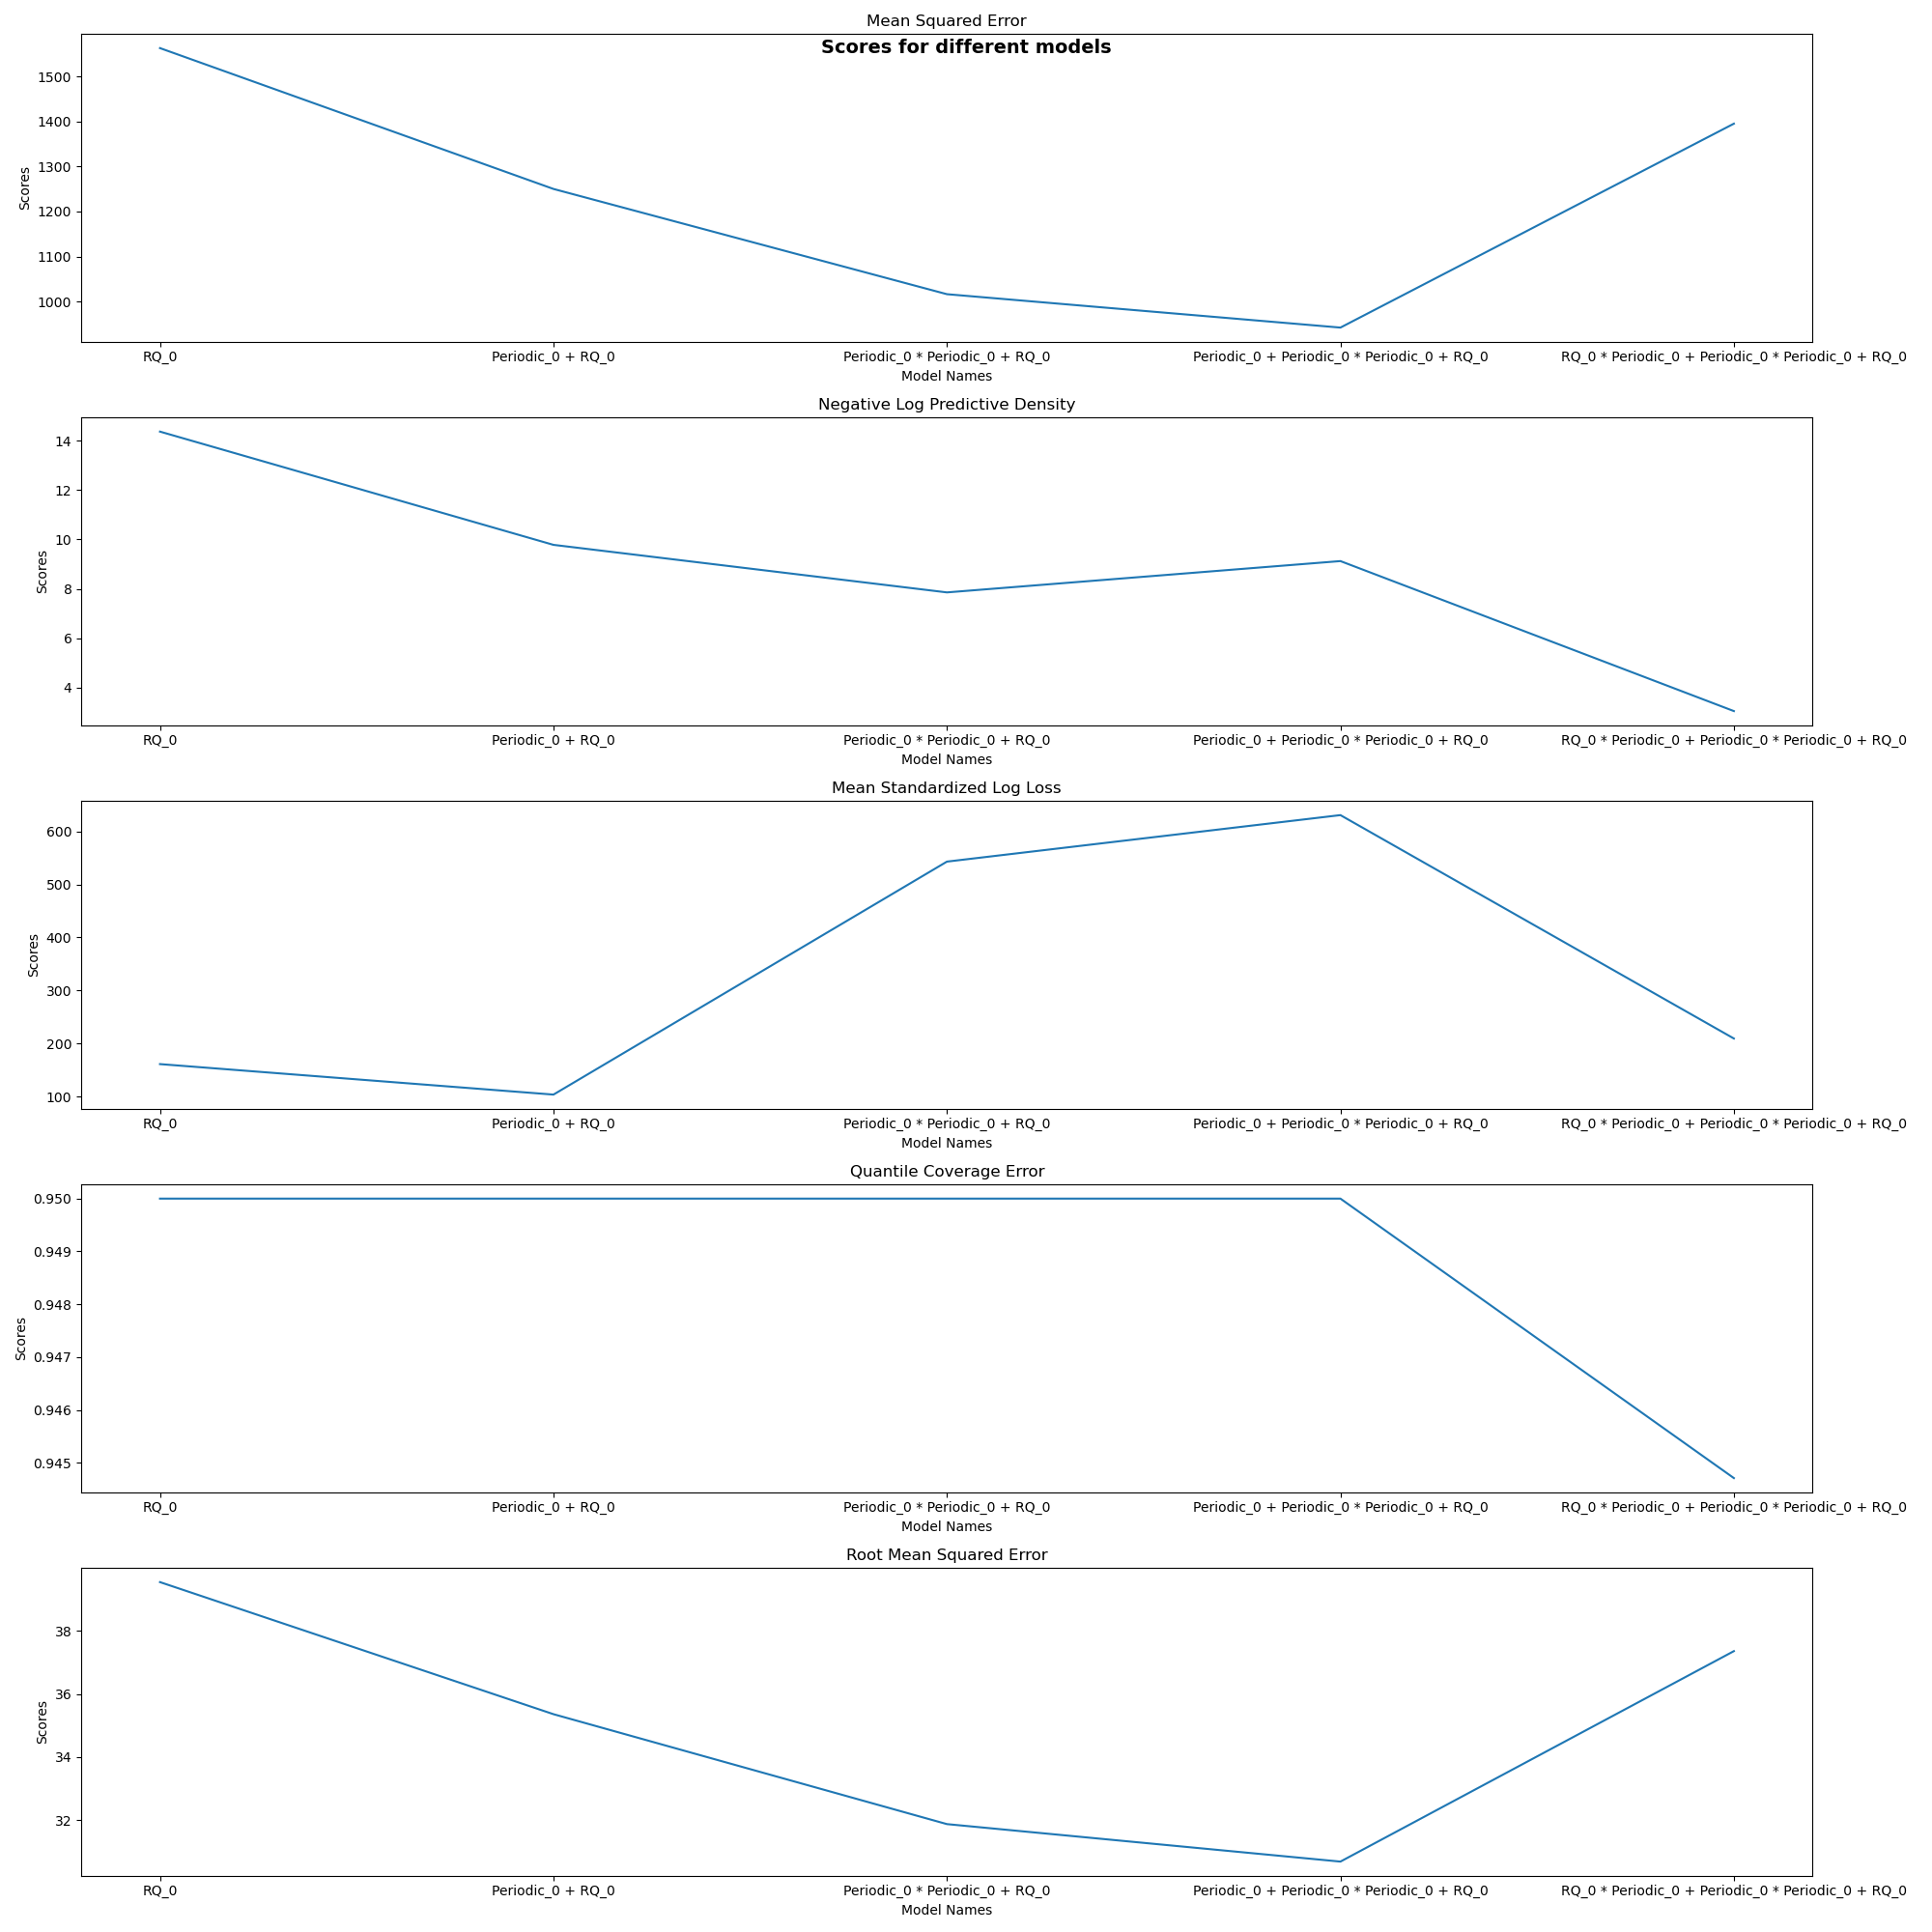 Mean Squared Error
Scores for different models
1500
1400
1300
1200
1100
1000
Scores
RQ_0 Periodic_0 + RQ_0 Periodic_0 * Periodic_0 + RQ_0 Periodic_0 + Periodic_0 * Periodic_0 + RQ_0 RQ_0 * Periodic_0 + Periodic_0 * Periodic_0 + RQ_0
Model Names
Negative Log Predictive Density
14
12
10
8
6
4
Scores
RQ_0 Periodic_0 + RQ_0 Periodic_0 * Periodic_0 + RQ_0 Periodic_0 + Periodic_0 * Periodic_0 + RQ_0 RQ_0 * Periodic_0 + Periodic_0 * Periodic_0 + RQ_0
Model Names
Mean Standardized Log Loss
600
500
400
300
200
100
Scores
RQ_0 Periodic_0 + RQ_0 Periodic_0 * Periodic_0 + RQ_0 Periodic_0 + Periodic_0 * Periodic_0 + RQ_0 RQ_0 * Periodic_0 + Periodic_0 * Periodic_0 + RQ_0
Model Names
Quantile Coverage Error
0.950
0.949
0.948
0.947
0.946
0.945
Scores
RQ_0 Periodic_0 + RQ_0 Periodic_0 * Periodic_0 + RQ_0 Periodic_0 + Periodic_0 * Periodic_0 + RQ_0 RQ_0 * Periodic_0 + Periodic_0 * Periodic_0 + RQ_0
Model Names
Root Mean Squared Error
38
36
34
32
Scores
RQ_0 Periodic_0 + RQ_0 Periodic_0 * Periodic_0 + RQ_0 Periodic_0 + Periodic_0 * Periodic_0 + RQ_0 RQ_0 * Periodic_0 + Periodic_0 * Periodic_0 + RQ_0
Model Names